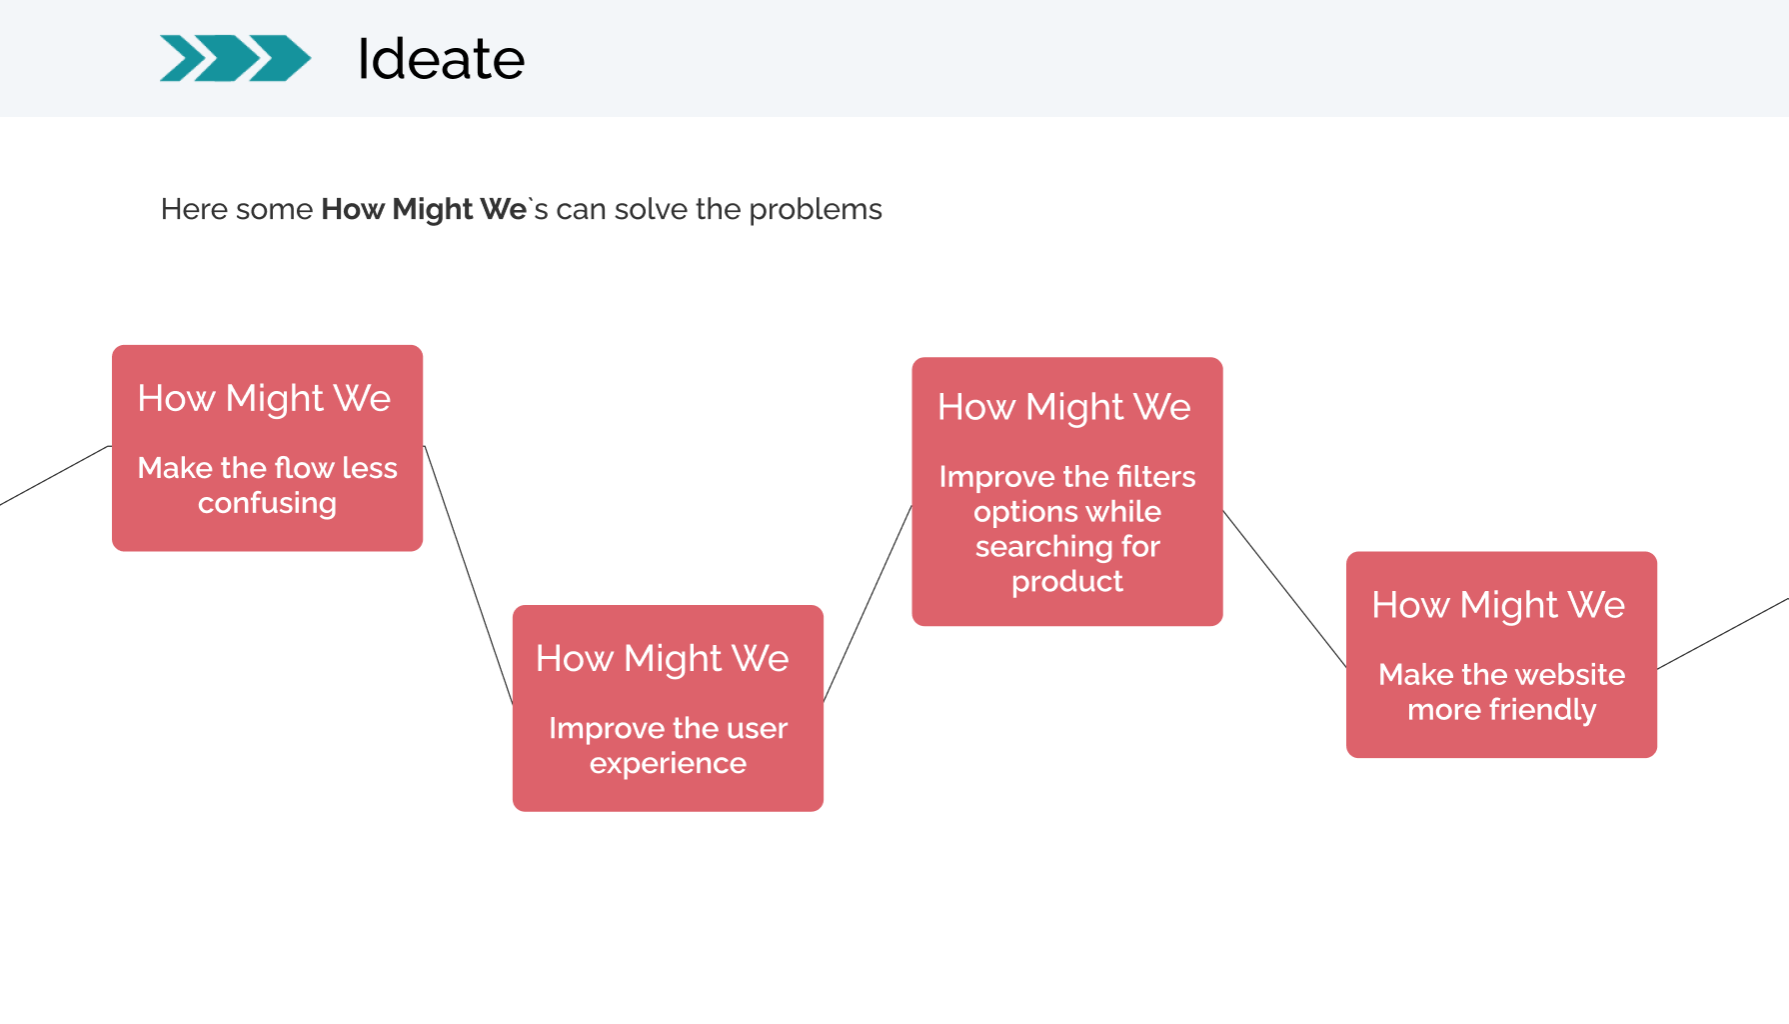 Ideate
Here some How Might We`s can solve the problems
How Might We
Make the flow less
confusing
How Might We
Improve the user
experience
How Might We
Improve the filters
options while
searching for
product
How Might We
Make the website
more friendly